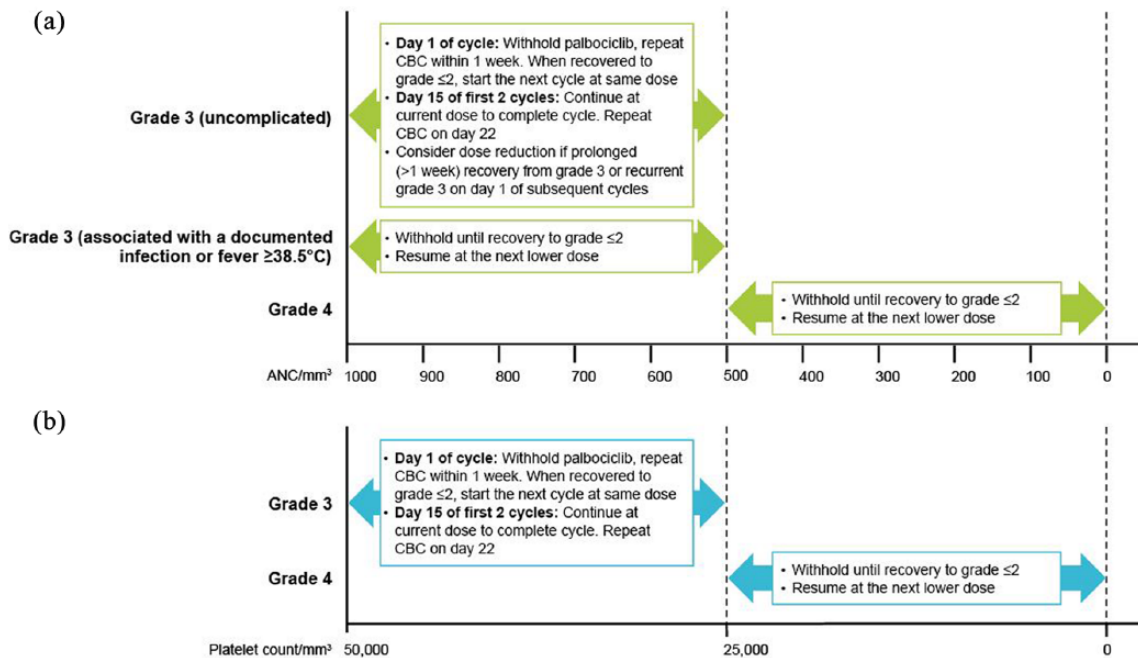 (a)
• Day 1 of cycle: Withhold palbociclib, repeat
CBC within 1 week. When recovered to
grade ≤2, start the next cycle at same dose
• Day 15 of first 2 cycles: Continue at
current dose to complete cycle. Repeat
CBC on day 22
• Consider dose reduction if prolonged
(>1 week) recovery from grade 3 or recurrent
grade 3 on day 1 of subsequent cycles
Grade 3 (uncomplicated)
Grade 3 (associated with a documented
infection or fever ≥38.5°C)
• Withhold until recovery to grade ≤2
• Resume at the next lower dose
Grade 4
• Withhold until recovery to grade ≤2
• Resume at the next lower dose
ANC/mm³ 1000 900 800 700 600 500 400 300 200 100 0
(b)
• Day 1 of cycle: Withhold palbociclib, repeat
CBC within 1 week. When recovered to
grade ≤2, start the next cycle at same dose
• Day 15 of first 2 cycles: Continue at
current dose to complete cycle. Repeat
CBC on day 22
Grade 3
Grade 4
• Withhold until recovery to grade ≤2
• Resume at the next lower dose
Platelet count/mm³ 50,000 25,000 0